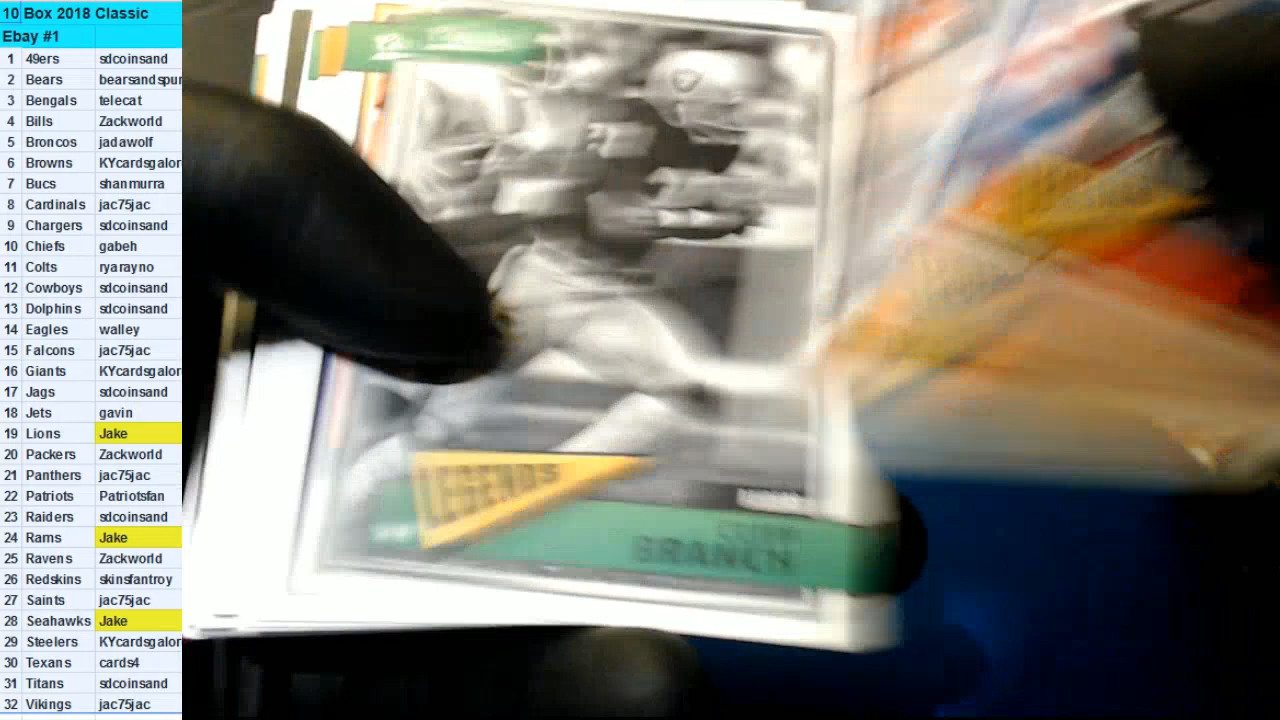 10 Box 2018 Classic
Ebay #1
1 49ers sdcoinsand
2 Bears bearsandspur
3 Bengals telecat
4 Bills Zackworld
5 Broncos jadawolf
6 Browns KYcardsgalor
7 Bucs shanmurra
8 Cardinals jac75jac
9 Chargers sdcoinsand
10 Chiefs gabeh
11 Colts ryarayno
12 Cowboys sdcoinsand
13 Dolphins sdcoinsand
14 Eagles walley
15 Falcons jac75jac
16 Giants KYcardsgalor
17 Jags sdcoinsand
18 Jets gavin
19 Lions Jake
20 Packers Zackworld
21 Panthers jac75jac
22 Patriots Patriotsfan
23 Raiders sdcoinsand
24 Rams Jake
25 Ravens Zackworld
26 Redskins skinsfantroy
27 Saints jac75jac
28 Seahawks Jake
29 Steelers KYcardsgalor
30 Texans cards4
31 Titans sdcoinsand
32 Vikings jac75jac
LEGENDS
BRANCH